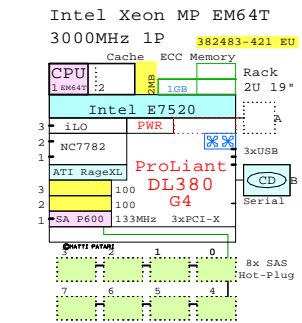 Intel Xeon MP EM64T
3000MHz 1P
382483-421 EU
Cache ECC Memory
CPU
1 EM64T
2
2MB
1GB
Rack
2U 19"
Intel E7520
A
3 iLO PWR
2 NC7782
1
3xUSB
ATI RageXL
ProLiant
DL380
G4
CD B
Serial
3 100
2 100
1 SA P600 133MHz 3xPCI-X
©HATTI PATARI
3 2 1 0
8x SAS
Hot-Plug
7 6 5 4